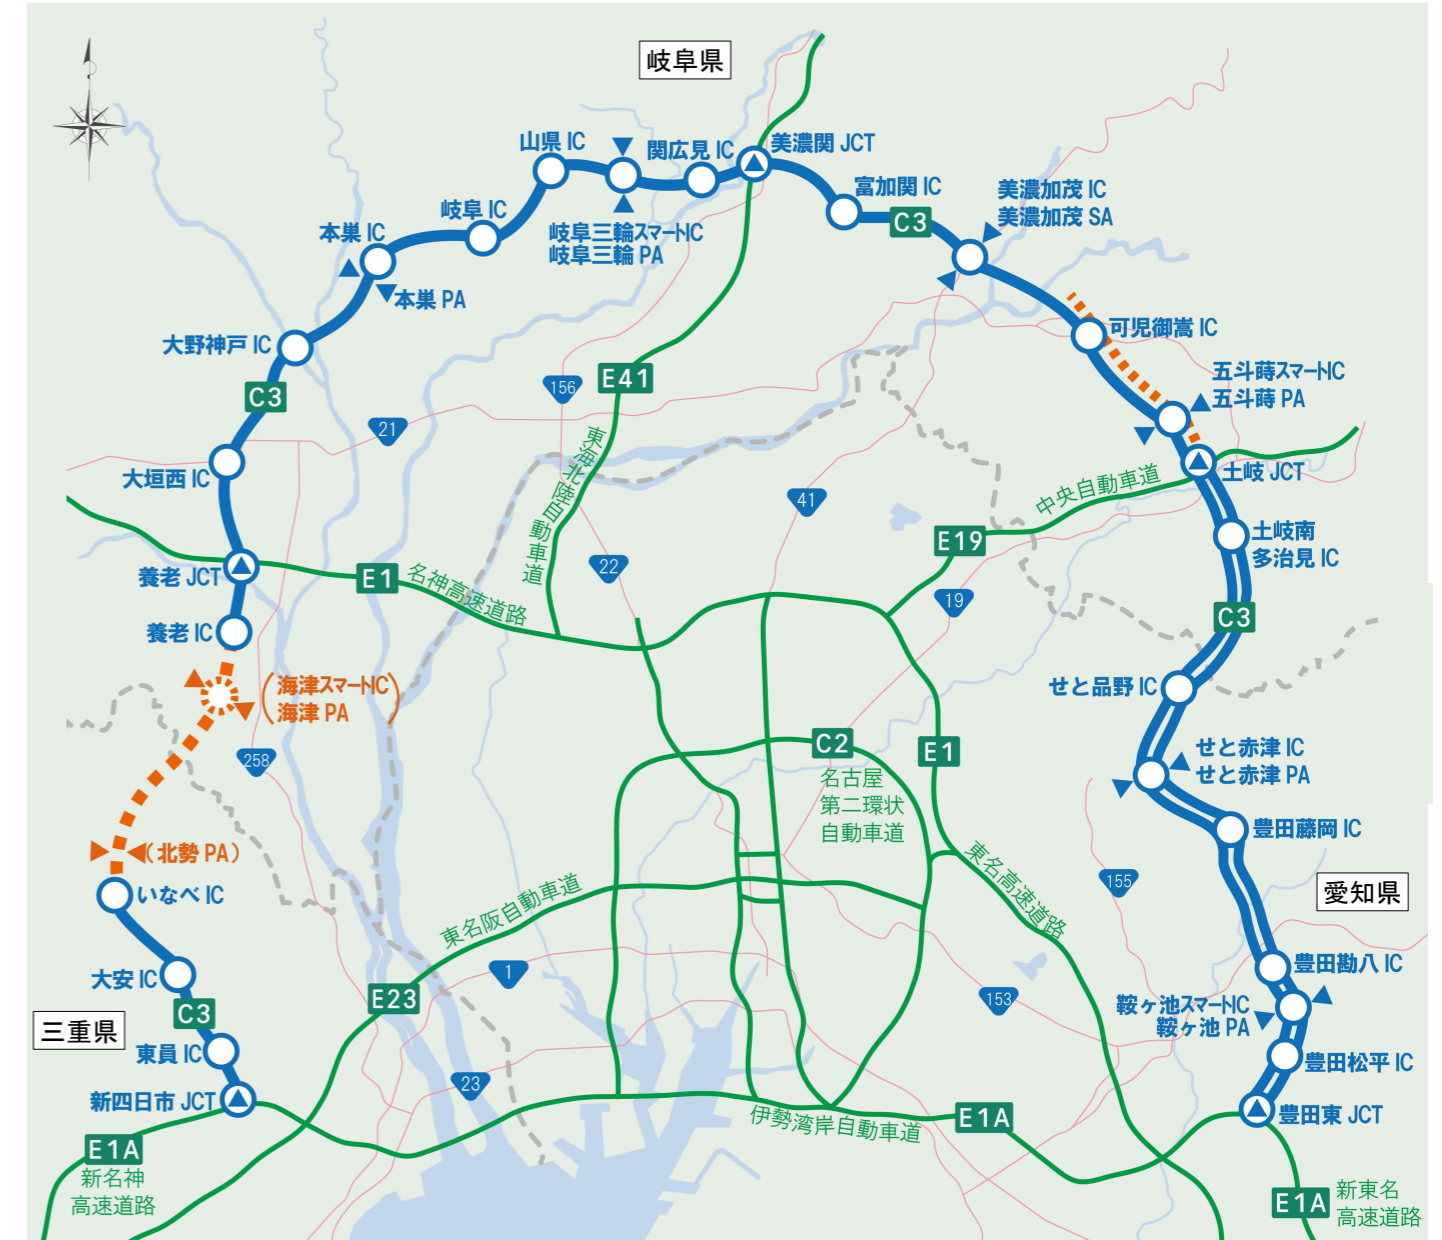 岐阜県
山県 IC
関広見 IC
美濃関 JCT
富加関 IC
美濃加茂 IC
美濃加茂 SA
C3
岐阜 IC
岐阜三輪スマートIC
岐阜三輪 PA
本巣 IC
本巣 PA
大野神戸 IC
C3
可児御嵩 IC
五斗蒔スマートIC
五斗蒔 PA
E41
156
21
東海北陸自動車道
大垣西 IC
土岐 JCT
中央自動車道
41
E19
土岐南
多治見 IC
養老 JCT
E1
名神高速道路
22
19
養老 IC
C3
(海津スマートIC
海津 PA)
せと品野 IC
258
C2
E1
名古屋
第二環状
自動車道
せと赤津 IC
せと赤津 PA
豊田藤岡 IC
(北勢 PA)
いなべ IC
東名高速道路
155
愛知県
東名阪自動車道
1
大安 IC
E23
153
豊田勘八 IC
鞍ヶ池スマートIC
鞍ヶ池 PA
C3
三重県
東員 IC
豊田松平 IC
23
新四日市 JCT
伊勢湾岸自動車道
E1A
豊田東 JCT
E1A
新名神
高速道路
E1A
新東名
高速道路